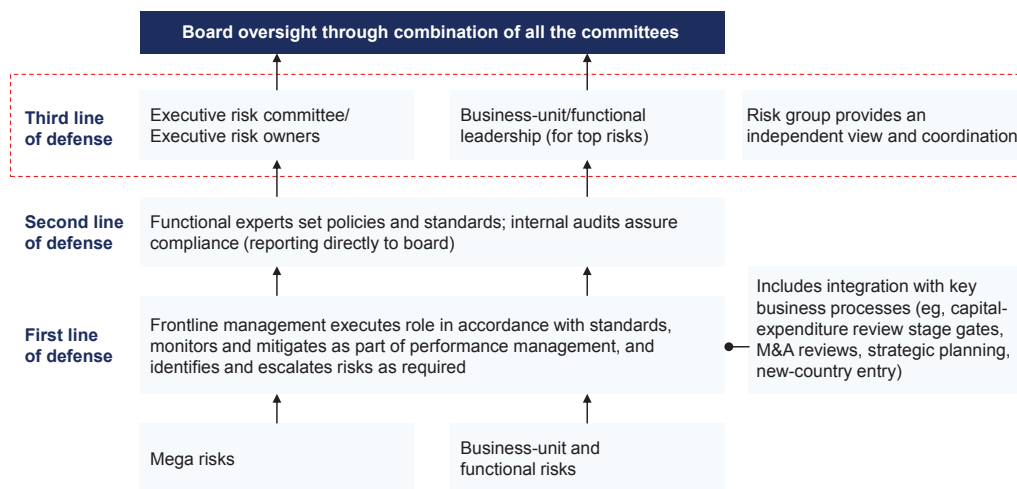 Board oversight through combination of all the committees
Third line
of defense
Executive risk committee/
Executive risk owners
Business-unit/functional
leadership (for top risks)
Risk group provides an
independent view and coordination
Second line
of defense
Functional experts set policies and standards; internal audits assure
compliance (reporting directly to board)
First line
of defense
Frontline management executes role in accordance with standards,
monitors and mitigates as part of performance management, and
identifies and escalates risks as required
Includes integration with key
business processes (eg, capital-
expenditure review stage gates,
M&A reviews, strategic planning,
new-country entry)
Mega risks
Business-unit and
functional risks